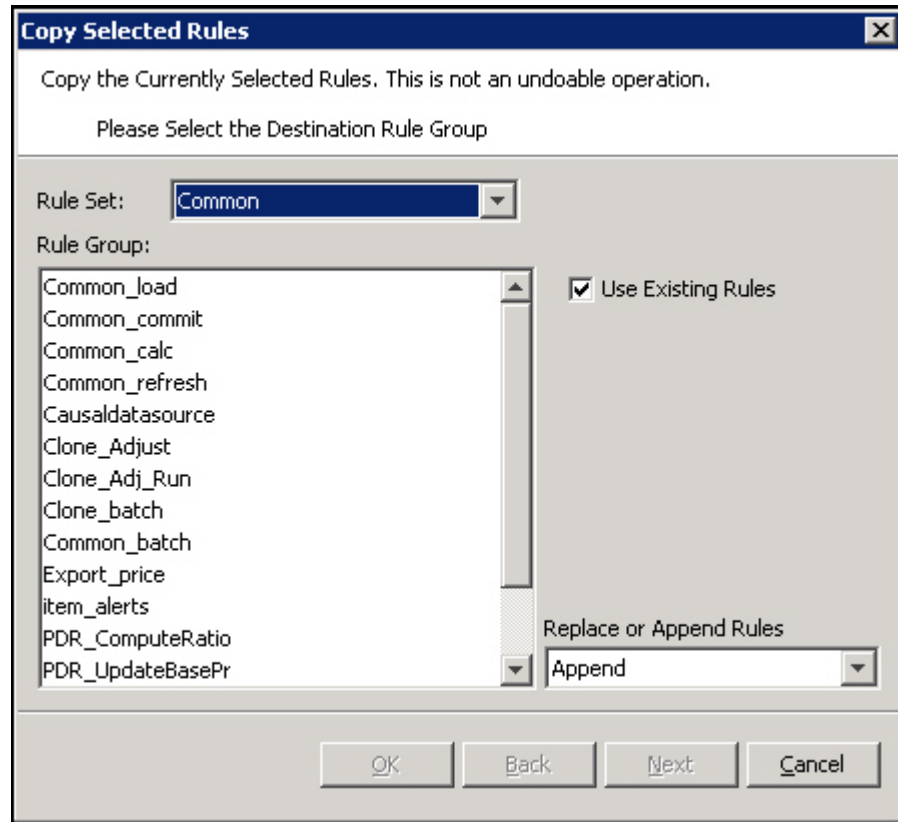 Copy Selected Rules
Copy the Currently Selected Rules. This is not an undoable operation.
Please Select the Destination Rule Group
Rule Set: Common
Rule Group:
Common_load
Common_commit
Common_calc
Common_refresh
Causaldatasource
Clone_Adjust
Clone_Adj_Run
Clone_batch
Common_batch
Export_price
item_alerts
PDR_ComputeRatio
PDR_UpdateBasePr
Use Existing Rules
Replace or Append Rules
Append
OK Back Next Cancel